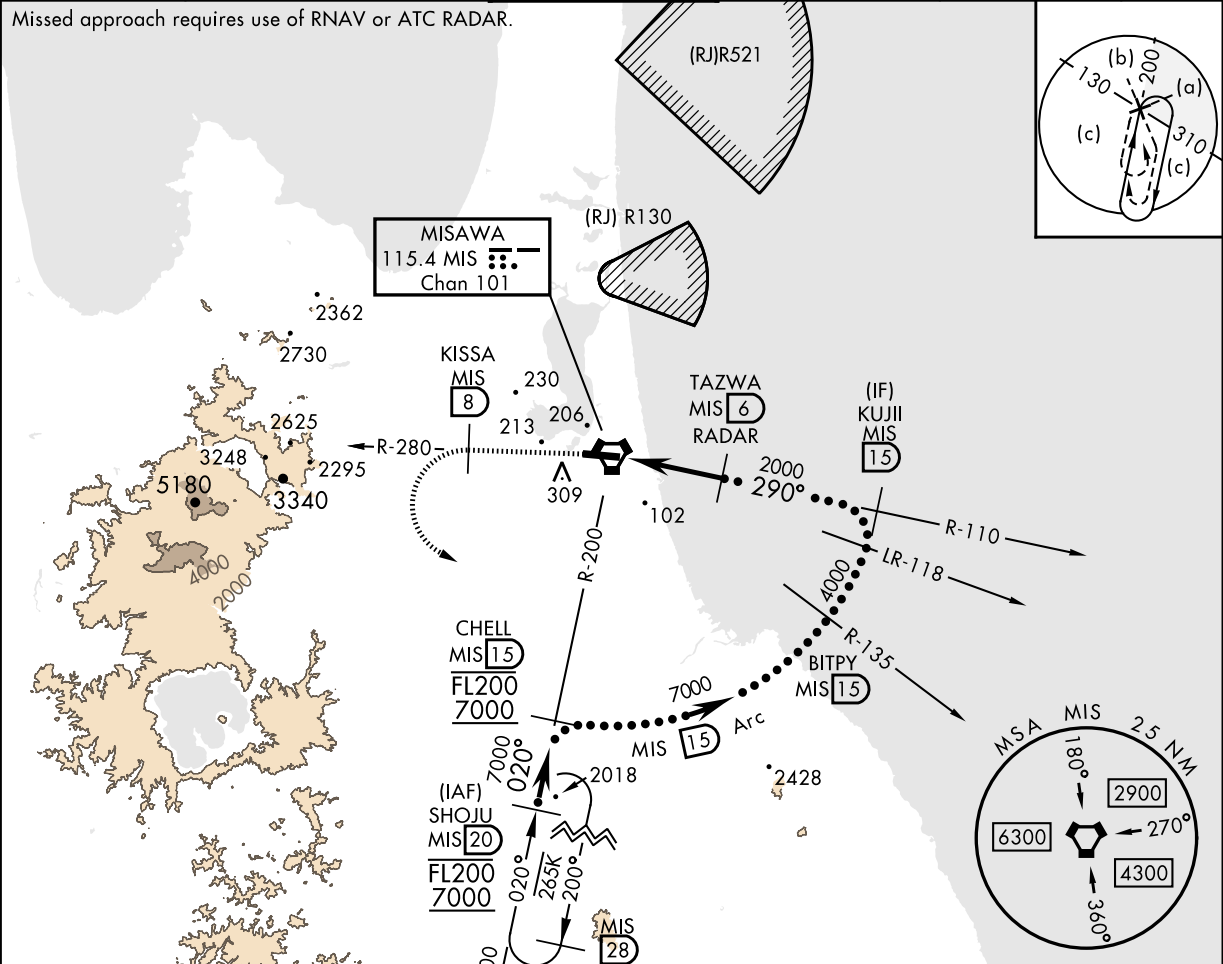 Missed approach requires use of RNAV or ATC RADAR.
(RJ)R521
(b)
200
130
(a)
(c)
310
(c)
(RJ) R130
MISAWA
115.4 MIS
Chan 101
2362
2730
KISSA
MIS
8
230
206
213
TAZWA
MIS 6
RADAR
(IF)
KUJII
MIS
15
2625
3248
2295
5180
3340
R-280
309
102
2000
290°
R-110
LR-118
4000
2000
R-200
4000
R-135
CHELL
MIS 15
FL200
7000
BITPY
MIS 15
7000
Arc
MIS 15
7000
020°
2018
2428
(IAF)
SHOJU
MIS 20
FL200
7000
020°
265K
200°
MIS
28
00
MSA MIS 25 NM
180°
2900
6300
270°
4300
360°